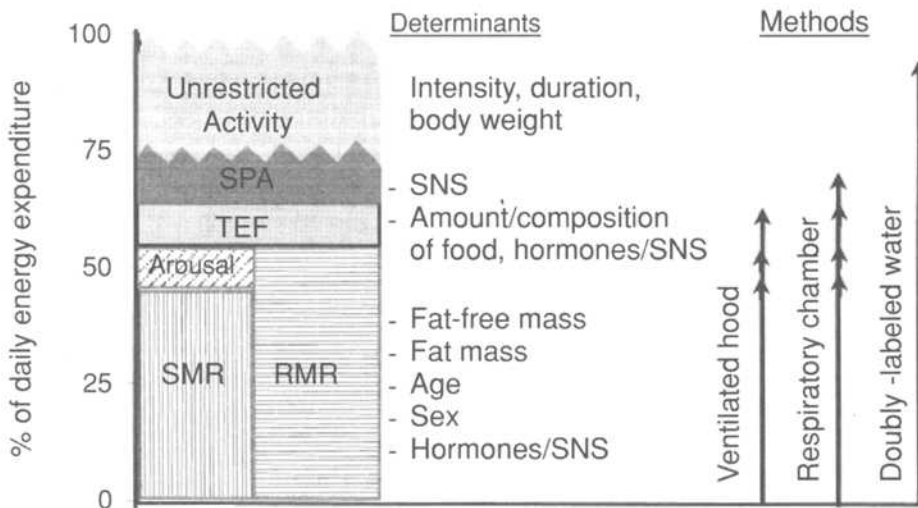 Determinants
Methods
% of daily energy expenditure
100
75
50
25
0
Unrestricted
Activity
SPA
TEF
Arousal
SMR
RMR
Intensity, duration,
body weight
- SNS
- Amount/composition
of food, hormones/SNS
- Fat-free mass
- Fat mass
- Age
- Sex
- Hormones/SNS
Ventilated hood
Respiratory chamber
Doubly -labeled water